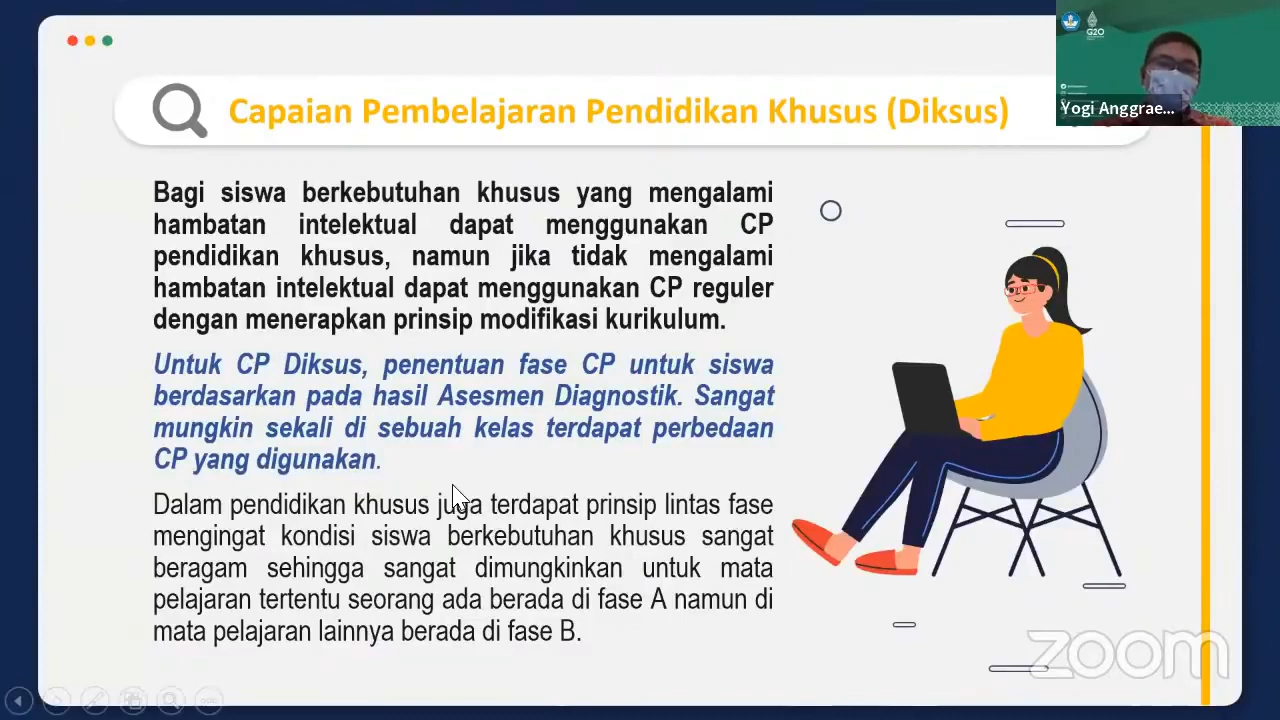 G20
Capaian Pembelajaran Pendidikan Khusus (Diksus)
Yogi Anggrae...
Bagi siswa berkebutuhan khusus yang mengalami
hambatan intelektual dapat menggunakan CP
pendidikan khusus, namun jika tidak mengalami
hambatan intelektual dapat menggunakan CP reguler
dengan menerapkan prinsip modifikasi kurikulum.
Untuk CP Diksus, penentuan fase CP untuk siswa
berdasarkan pada hasil Asesmen Diagnostik. Sangat
mungkin sekali di sebuah kelas terdapat perbedaan
CP yang digunakan.
Dalam pendidikan khusus juga terdapat prinsip lintas fase
mengingat kondisi siswa berkebutuhan khusus sangat
beragam sehingga sangat dimungkinkan untuk mata
pelajaran tertentu seorang ada berada di fase A namun di
mata pelajaran lainnya berada di fase B.
zoom